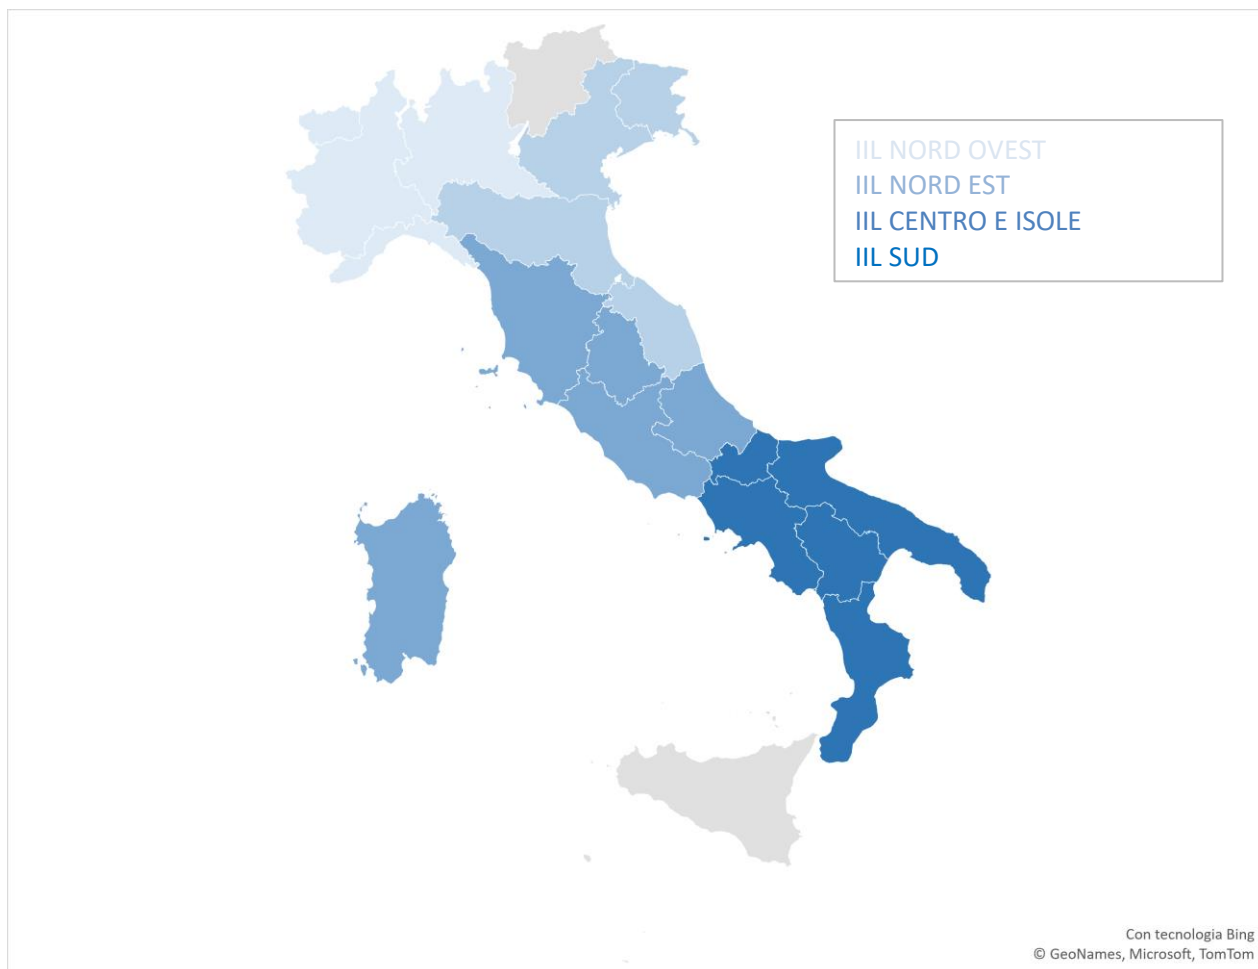 IIL NORD OVEST
IIL NORD EST
IIL CENTRO E ISOLE
IIL SUD
Con tecnologia Bing
© GeoNames, Microsoft, TomTom